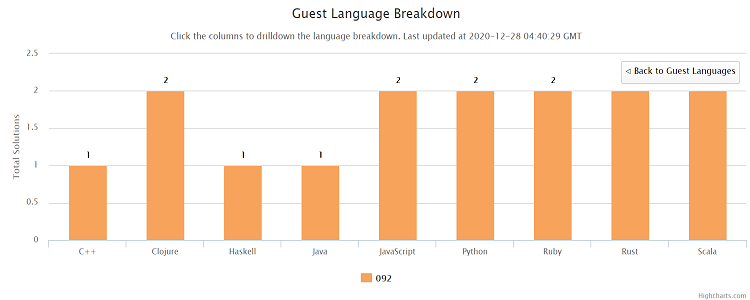 Guest Language Breakdown
Click the columns to drilldown the language breakdown. Last updated at 2020-12-28 04:40:29 GMT
2.5
◁ Back to Guest Languages
2 2 2 2
2
1.5
1 1 1
1
0.5
0
Total Solutions
C++ Clojure Haskell Java JavaScript Python Ruby Rust Scala
092
Highcharts.com